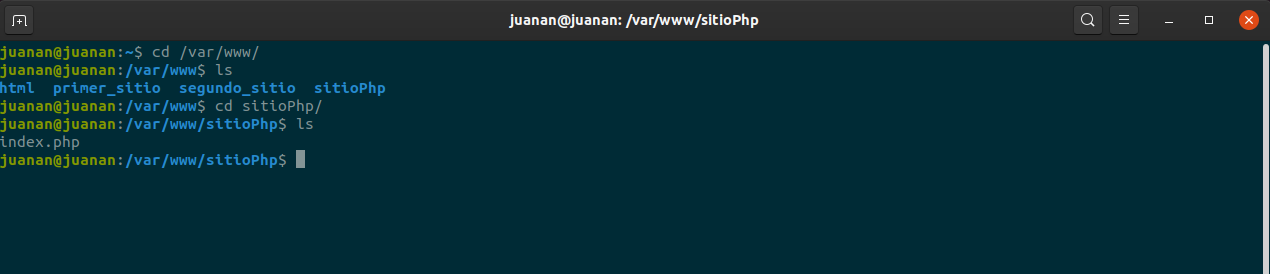 juanan@juanan: /var/www/sitioPhp
juanan@juanan:~$ cd /var/www/
juanan@juanan:/var/www$ ls
html  primer_sitio  segundo_sitio  sitioPhp
juanan@juanan:/var/www$ cd sitioPhp/
juanan@juanan:/var/www/sitioPhp$ ls
index.php
juanan@juanan:/var/www/sitioPhp$